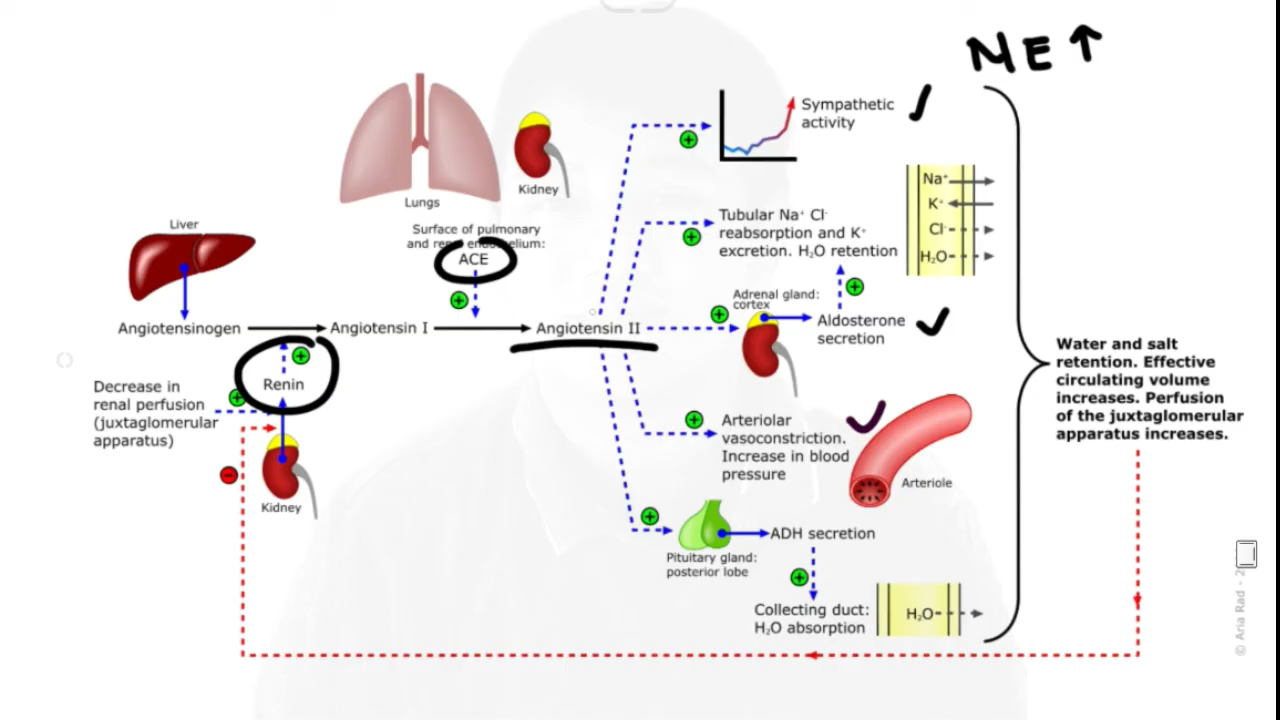 NE↑
Sympathetic
activity
Lungs
Kidney
Surface of pulmonary
and renal endothelium:
ACE
Liver
Angiotensinogen
Angiotensin I
Angiotensin II
Renin
Decrease in
renal perfusion
(juxtaglomerular
apparatus)
Kidney
Tubular Na⁺ Cl⁻
reabsorption and K⁺
excretion. H₂O retention
Na⁺
K⁺
Cl⁻
H₂O
Adrenal gland:
cortex
Aldosterone
secretion
Arteriolar
vasoconstriction.
Increase in blood
pressure
Arteriole
Pituitary gland:
posterior lobe
ADH secretion
Collecting duct:
H₂O absorption
H₂O
Water and salt
retention. Effective
circulating volume
increases. Perfusion
of the juxtaglomerular
apparatus increases.
© Aria Rad - 2